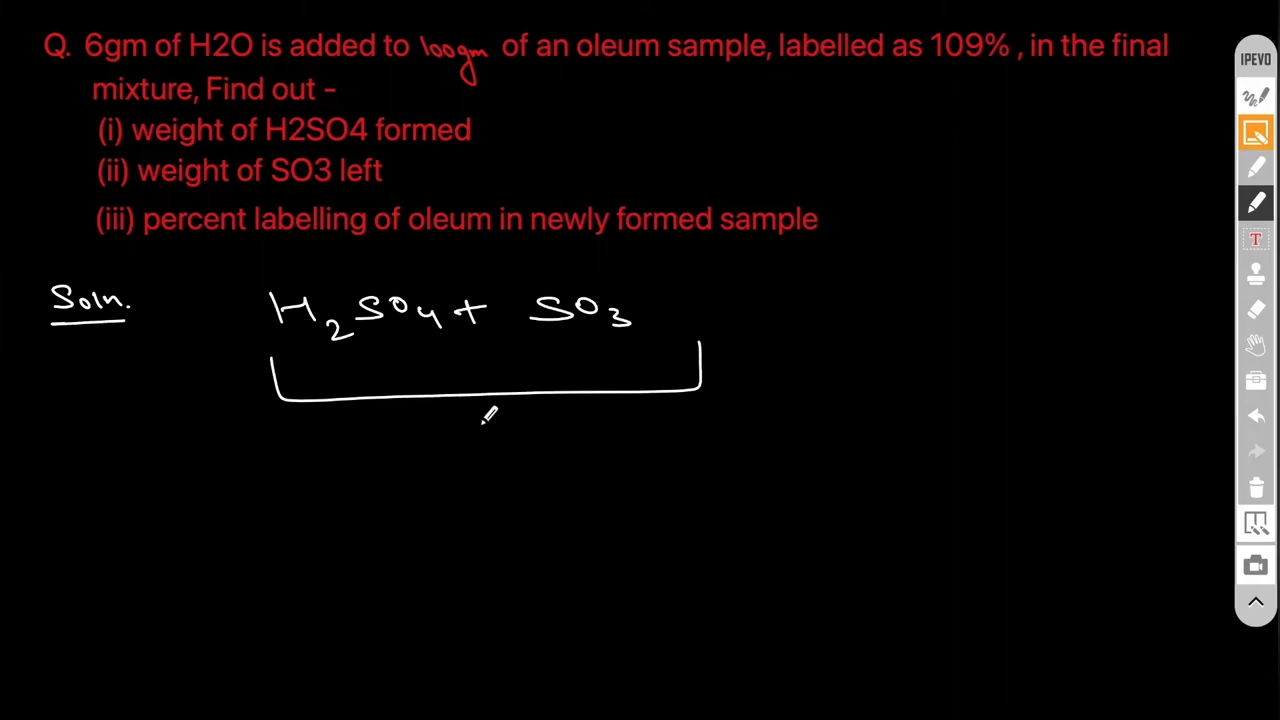 Q. 6gm of H2O is added to 100gm of an oleum sample, labelled as 109% , in the final
mixture, Find out -
(i) weight of H2SO4 formed
(ii) weight of SO3 left
(iii) percent labelling of oleum in newly formed sample
Soln. H2SO4 + SO3
IPEVO
T